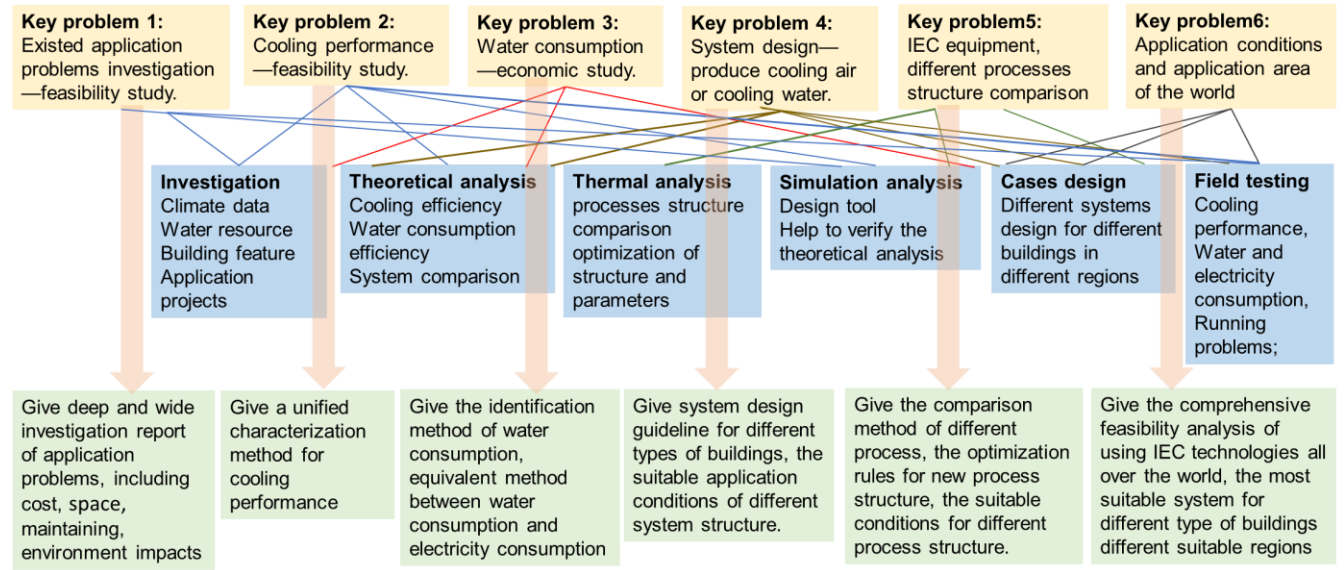 Key problem 1:
Existed application
problems investigation
—feasibility study.
Key problem 2:
Cooling performance
—feasibility study.
Key problem 3:
Water consumption
—economic study.
Key problem 4:
System design—
produce cooling air
or cooling water.
Key problem5:
IEC equipment,
different processes
structure comparison
Key problem6:
Application conditions
and application area
of the world
Investigation
Climate data
Water resource
Building feature
Application
projects
Theoretical analysis
Cooling efficiency
Water consumption
efficiency
System comparison
Thermal analysis
processes structure
comparison
optimization of
structure and
parameters
Simulation analysis
Design tool
Help to verify the
theoretical analysis
Cases design
Different systems
design for different
buildings in
different regions
Field testing
Cooling
performance,
Water and
electricity
consumption,
Running
problems;
Give deep and wide
investigation report
of application
problems, including
cost, space,
maintaining,
environment impacts
Give a unified
characterization
method for
cooling
performance
Give the identification
method of water
consumption,
equivalent method
between water
consumption and
electricity consumption
Give system design
guideline for different
types of buildings, the
suitable application
conditions of different
system structure.
Give the comparison
method of different
process, the optimization
rules for new process
structure, the suitable
conditions for different
process structure.
Give the comprehensive
feasibility analysis of
using IEC technologies all
over the world, the most
suitable system for
different type of buildings
different suitable regions